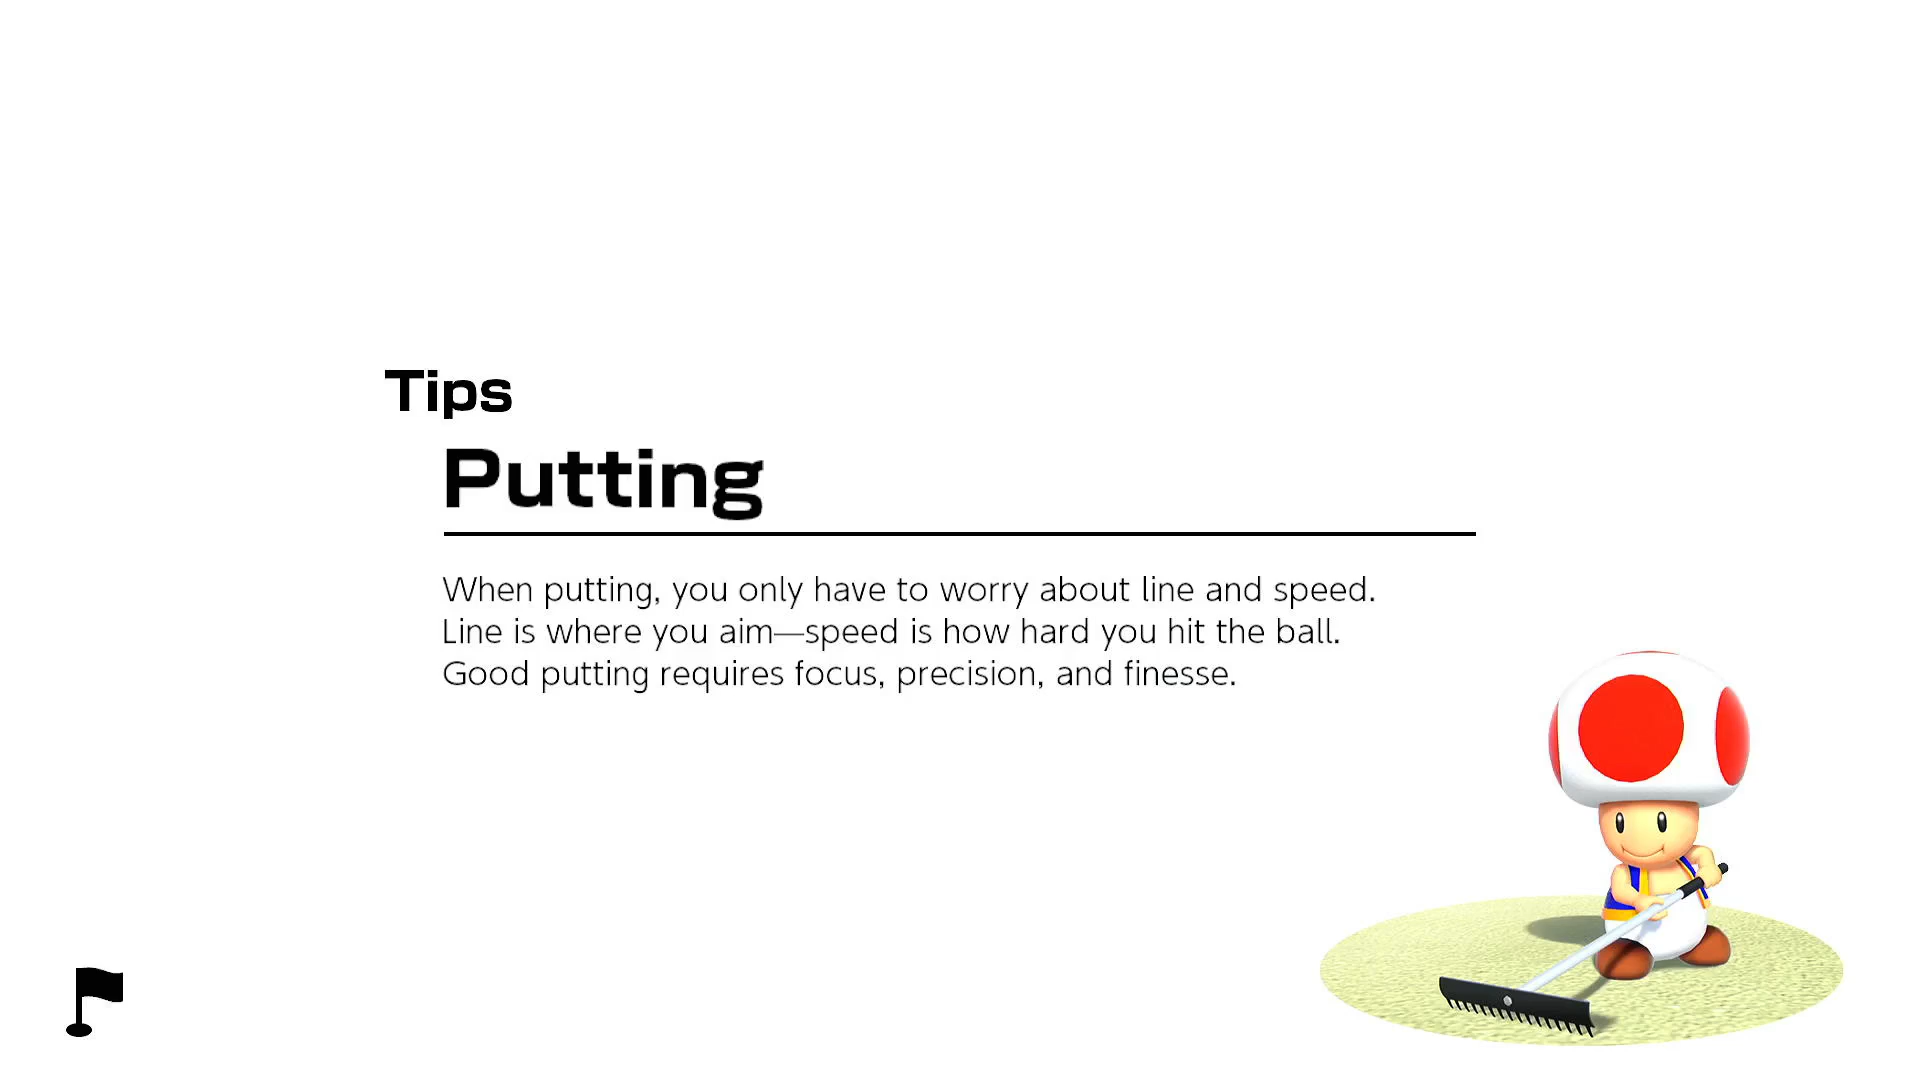 Tips
Putting
When putting, you only have to worry about line and speed.
Line is where you aim—speed is how hard you hit the ball.
Good putting requires focus, precision, and finesse.